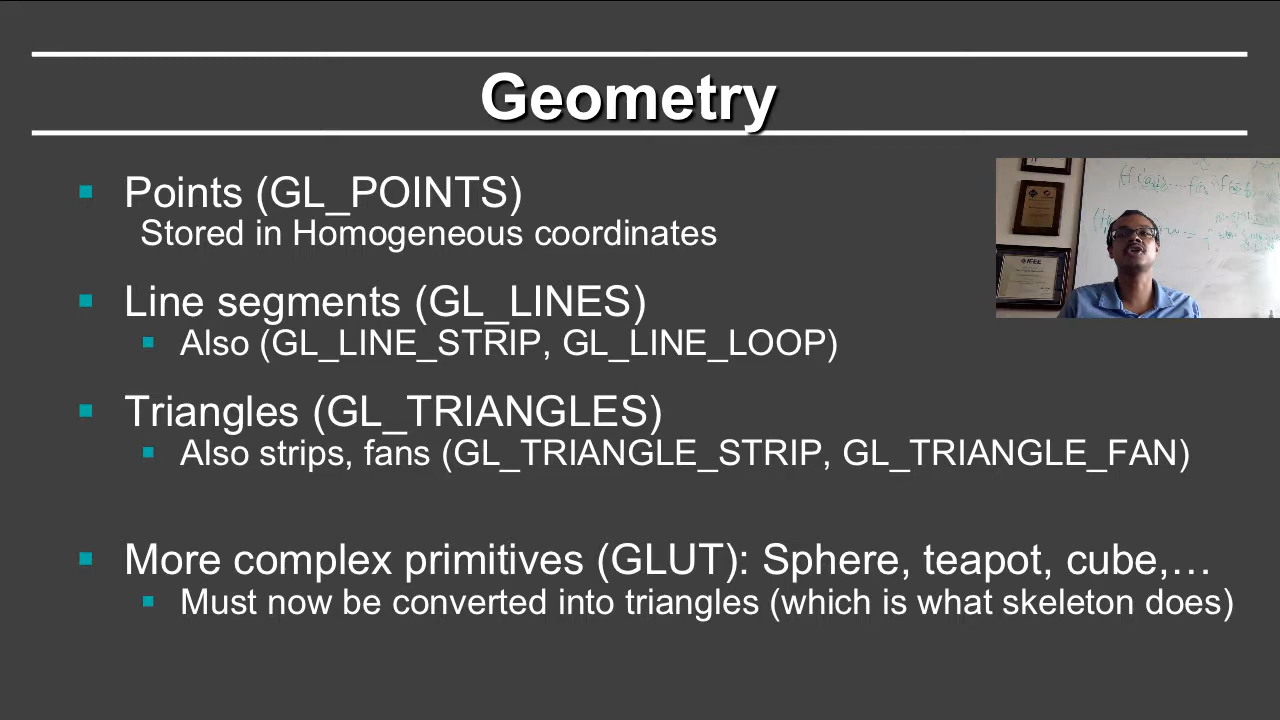 Geometry
Points (GL_POINTS)
Stored in Homogeneous coordinates
Line segments (GL_LINES)
Also (GL_LINE_STRIP, GL_LINE_LOOP)
Triangles (GL_TRIANGLES)
Also strips, fans (GL_TRIANGLE_STRIP, GL_TRIANGLE_FAN)
More complex primitives (GLUT): Sphere, teapot, cube,…
Must now be converted into triangles (which is what skeleton does)
IEEE